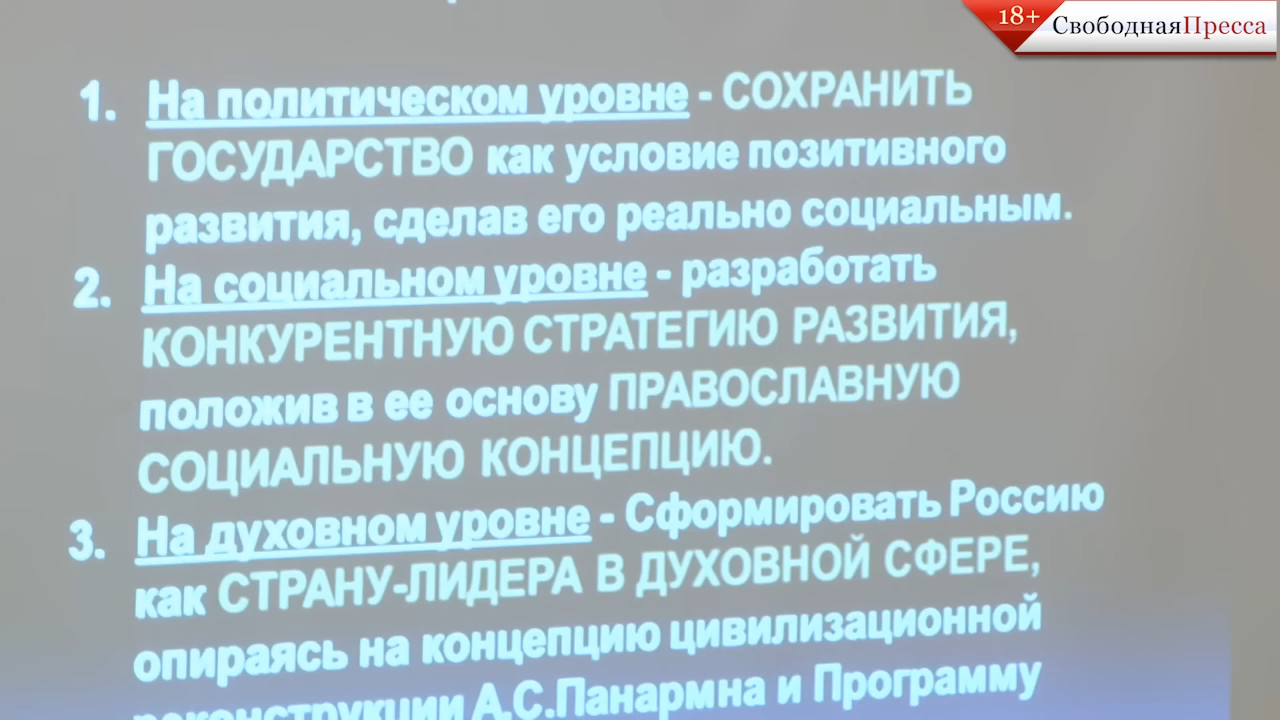 18+ СвободнаяПресса
1. На политическом уровне - СОХРАНИТЬ
ГОСУДАРСТВО как условие позитивного
развития, сделав его реально социальным.
2. На социальном уровне - разработать
КОНКУРЕНТНУЮ СТРАТЕГИЮ РАЗВИТИЯ,
положив в ее основу ПРАВОСЛАВНУЮ
СОЦИАЛЬНУЮ КОНЦЕПЦИЮ.
3. На духовном уровне - Сформировать Россию
как СТРАНУ-ЛИДЕРА В ДУХОВНОЙ СФЕРЕ,
опираясь на концепцию цивилизационной
реконструкции А.С.Панармна и Программу